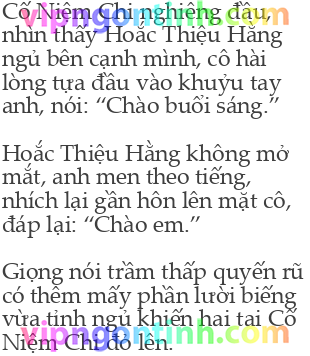 Cố Niệm Chi nghiêng đầu,
nhìn thấy Hoắc Thiệu Hằng
ngủ bên cạnh mình, cô hài
lòng tựa đầu vào khuỷu tay
anh, nói: “Chào buổi sáng.”
Hoắc Thiệu Hằng không mở
mắt, anh men theo tiếng,
nhích lại gần hôn lên mặt cô,
đáp lại: “Chào em.”
Giọng nói trầm thấp quyến rũ
có thêm mấy phần lười biếng
vừa tỉnh ngủ khiến hai tai Cố
Niệm Chi đỏ lên.
vipngontinh.com
vipngontinh.com